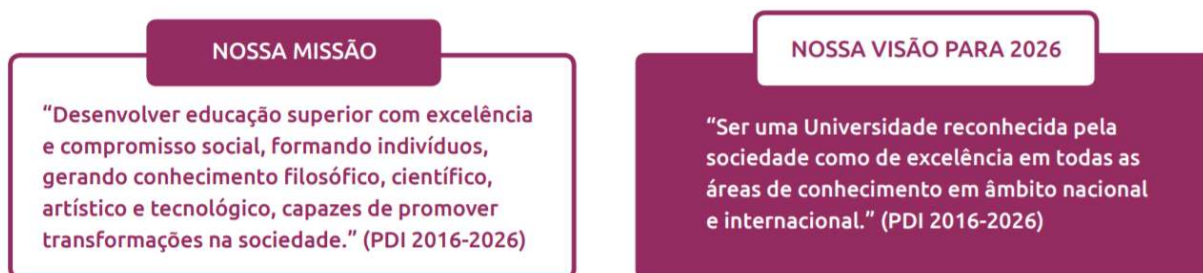 NOSSA MISSÃO
“Desenvolver educação superior com excelência
e compromisso social, formando indivíduos,
gerando conhecimento filosófico, científico,
artístico e tecnológico, capazes de promover
transformações na sociedade.” (PDI 2016-2026)
NOSSA VISÃO PARA 2026
“Ser uma Universidade reconhecida pela
sociedade como de excelência em todas as
áreas de conhecimento em âmbito nacional
e internacional.” (PDI 2016-2026)